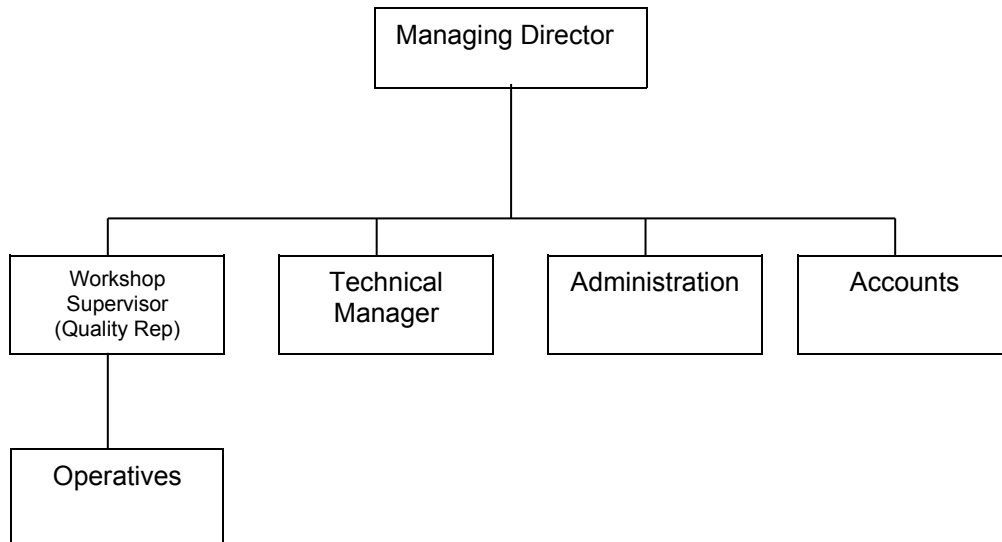 Managing Director
Workshop
Supervisor
(Quality Rep)
Technical
Manager
Administration
Accounts
Operatives